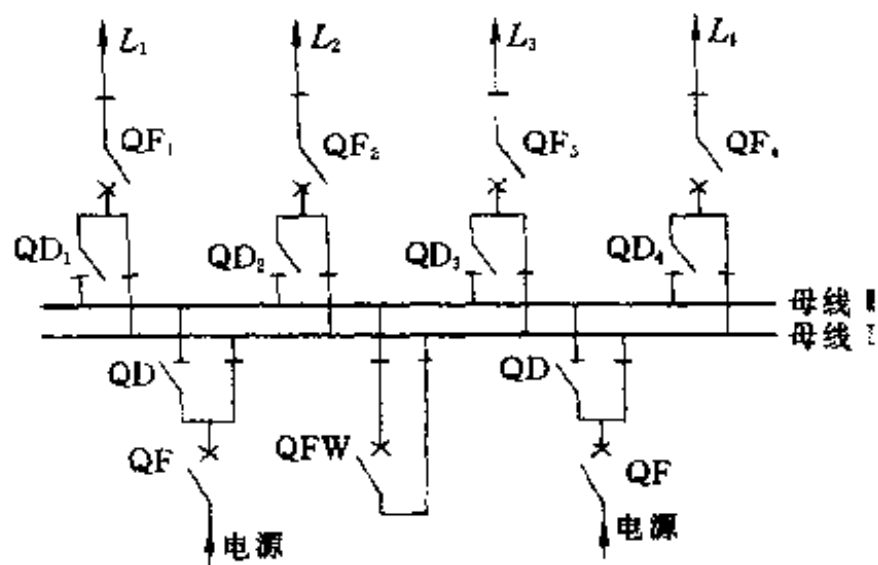 L₁ L₂ L₃ L₄
QF₁ QF₂ QF₃ QF₄
QD₁ QD₂ QD₃ QD₄
母线
母线 I
QD QD
QF QFW QF
电源 电源